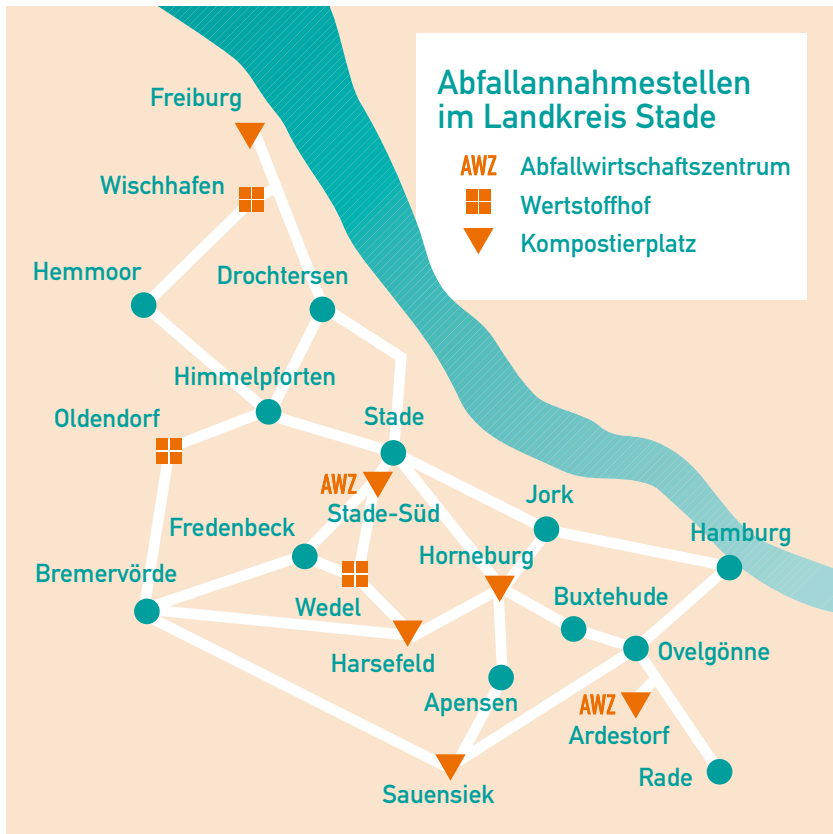 Abfallannahmestellen
im Landkreis Stade
AWZ Abfallwirtschaftszentrum
Wertstoffhof
Kompostierplatz
Freiburg
Wischhafen
Hemmoor
Drochtersen
Himmelpforten
Oldendorf
Stade
AWZ
Stade-Süd
Jork
Fredenbeck
Hamburg
Horneburg
Bremervörde
Wedel
Buxtehude
Harsefeld
Ovelgönne
Apensen
AWZ
Ardestorf
Rade
Sauensiek